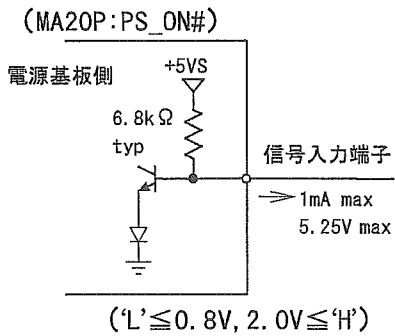 (MA20P:PS_ON#)
電源基板側
+5VS
6.8kΩ
typ
信号入力端子
1mA max
5.25V max
('L'≦0.8V, 2.0V≦'H')